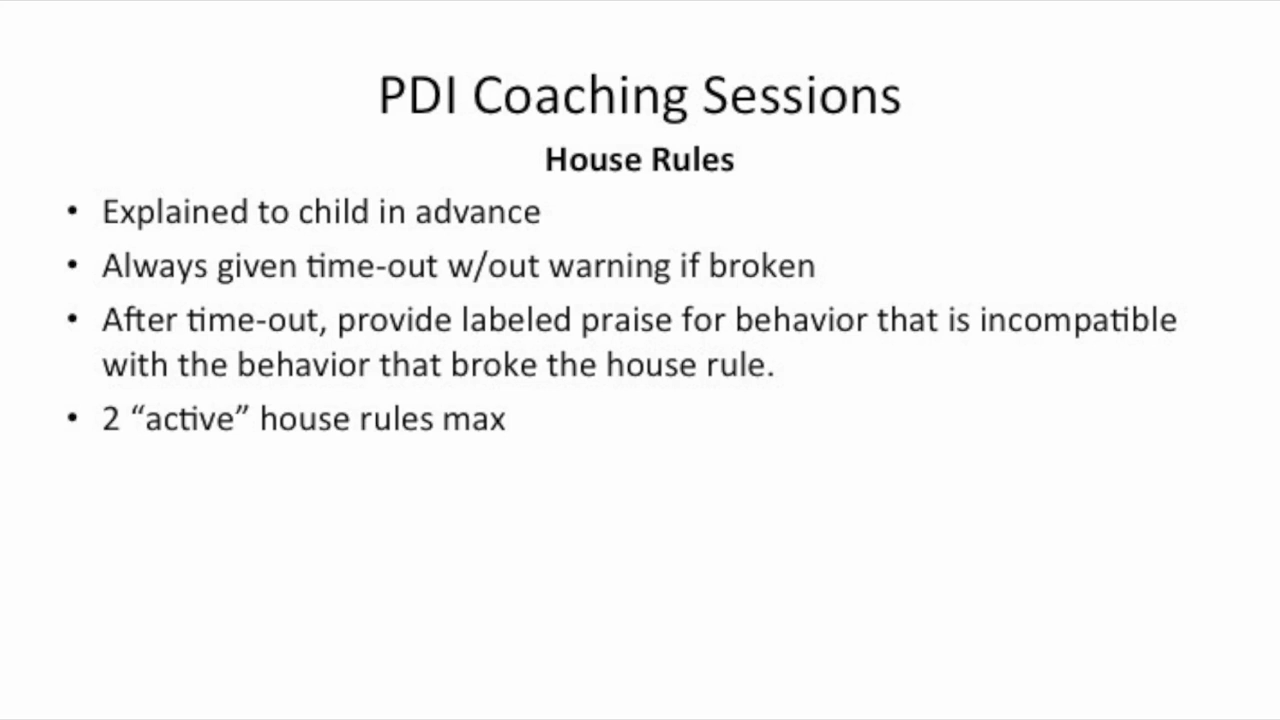 PDI Coaching Sessions
House Rules
• Explained to child in advance
• Always given time-out w/out warning if broken
• After time-out, provide labeled praise for behavior that is incompatible
with the behavior that broke the house rule.
• 2 “active” house rules max